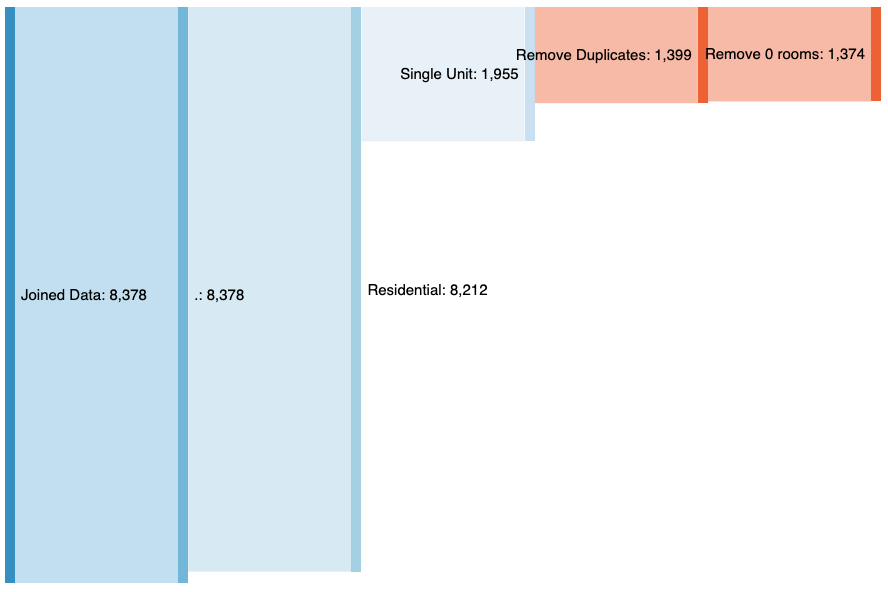 Joined Data: 8,378
.: 8,378
Residential: 8,212
Single Unit: 1,955
Remove Duplicates: 1,399
Remove 0 rooms: 1,374